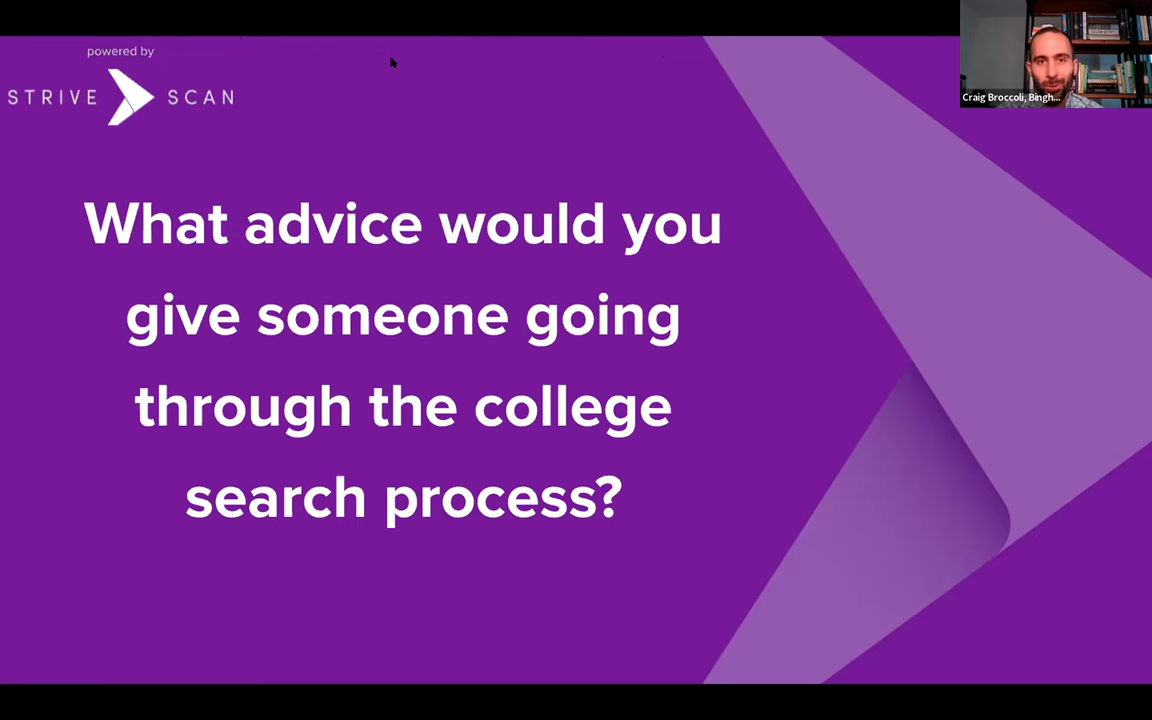 powered by
STRIVE SCAN
Craig Broccoli, Bingh...
What advice would you
give someone going
through the college
search process?